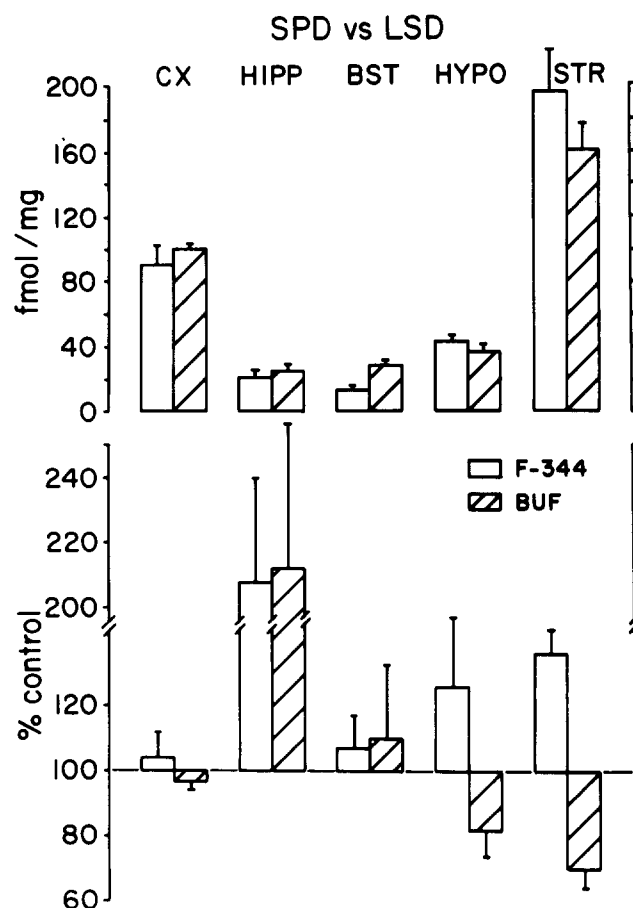 SPD vs LSD
CX HIPP BST HYPO STR
200
160
120
80
40
0
fmol/mg
240
220
200
120
100
80
60
% control
F-344
BUF